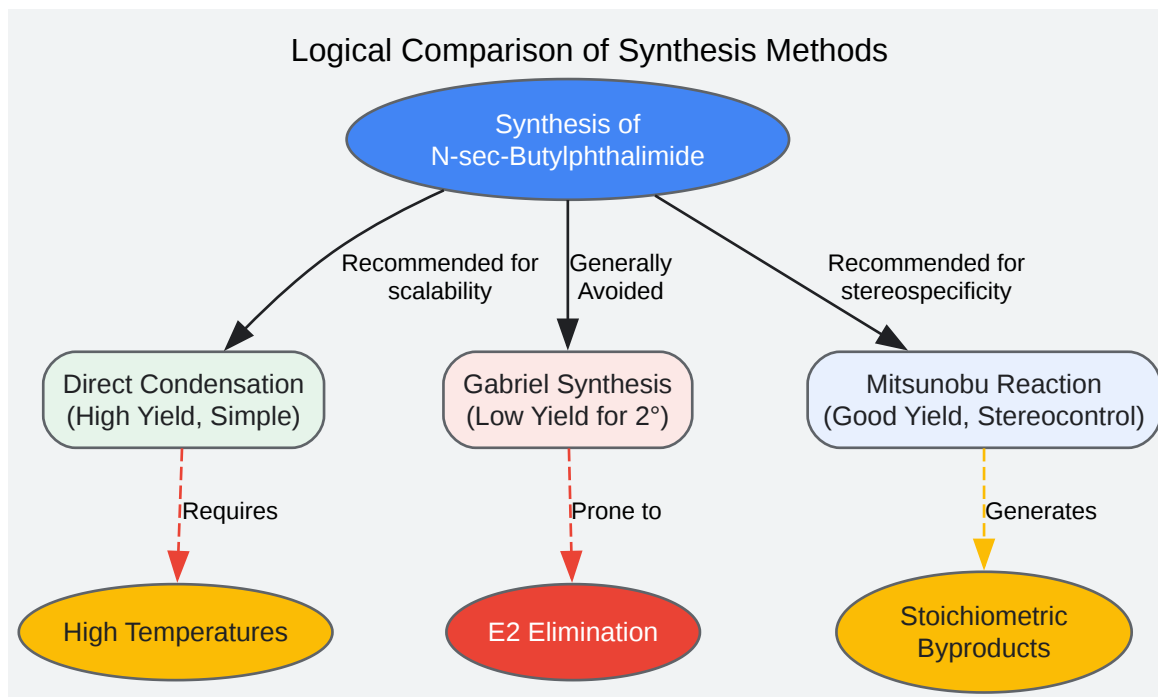 Logical Comparison of Synthesis Methods
Synthesis of
N-sec-Butylphthalimide
Recommended for
scalability
Generally
Avoided
Recommended for
stereospecificity
Direct Condensation
(High Yield, Simple)
Gabriel Synthesis
(Low Yield for 2°)
Mitsunobu Reaction
(Good Yield, Stereocontrol)
Requires
Prone to
Generates
High Temperatures
E2 Elimination
Stoichiometric
Byproducts